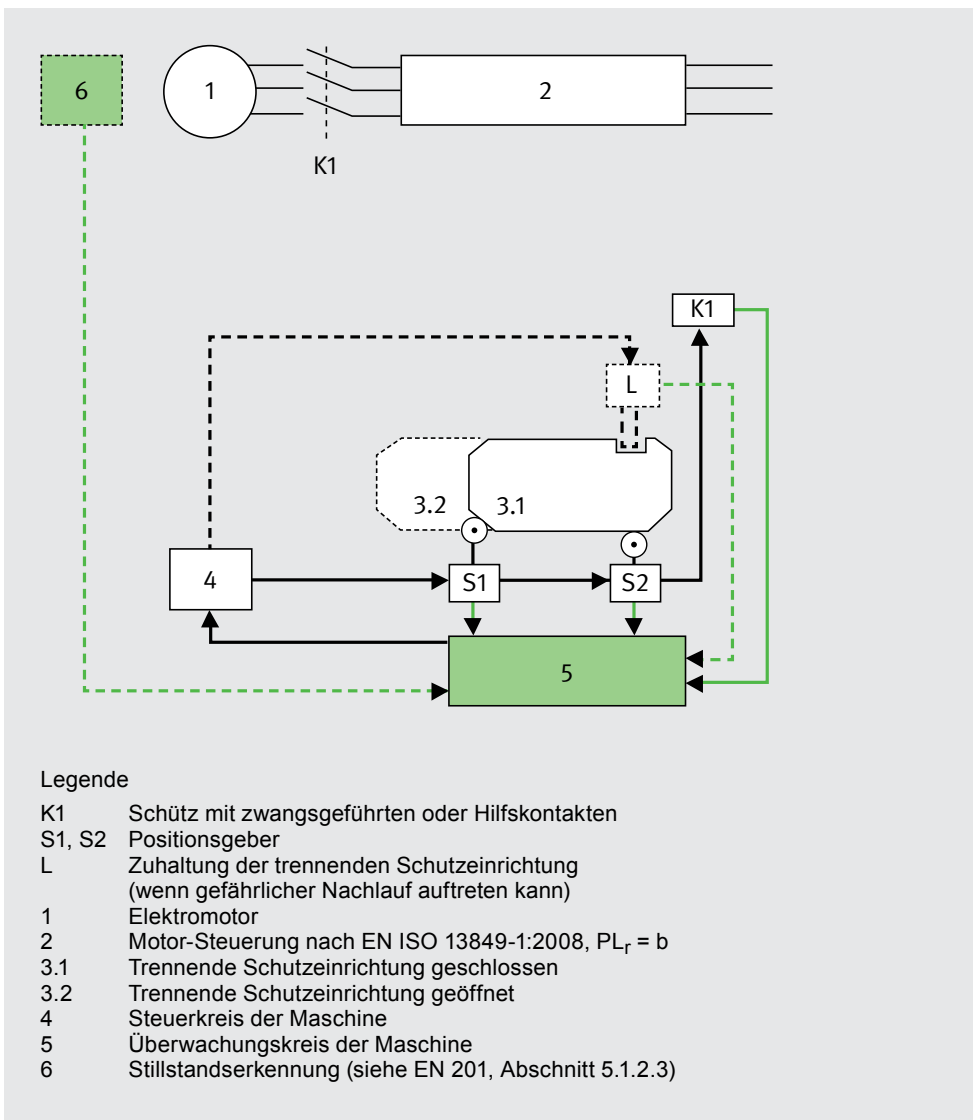 6
1
2
K1
K1
L
3.2
3.1
4
S1
S2
5
Legende
K1 Schütz mit zwangsgeführten oder Hilfskontakten
S1, S2 Positionsgeber
L Zuhaltung der trennenden Schutzeinrichtung
(wenn gefährlicher Nachlauf auftreten kann)
1 Elektromotor
2 Motor-Steuerung nach EN ISO 13849-1:2008, PLr = b
3.1 Trennende Schutzeinrichtung geschlossen
3.2 Trennende Schutzeinrichtung geöffnet
4 Steuerkreis der Maschine
5 Überwachungskreis der Maschine
6 Stillstandserkennung (siehe EN 201, Abschnitt 5.1.2.3)